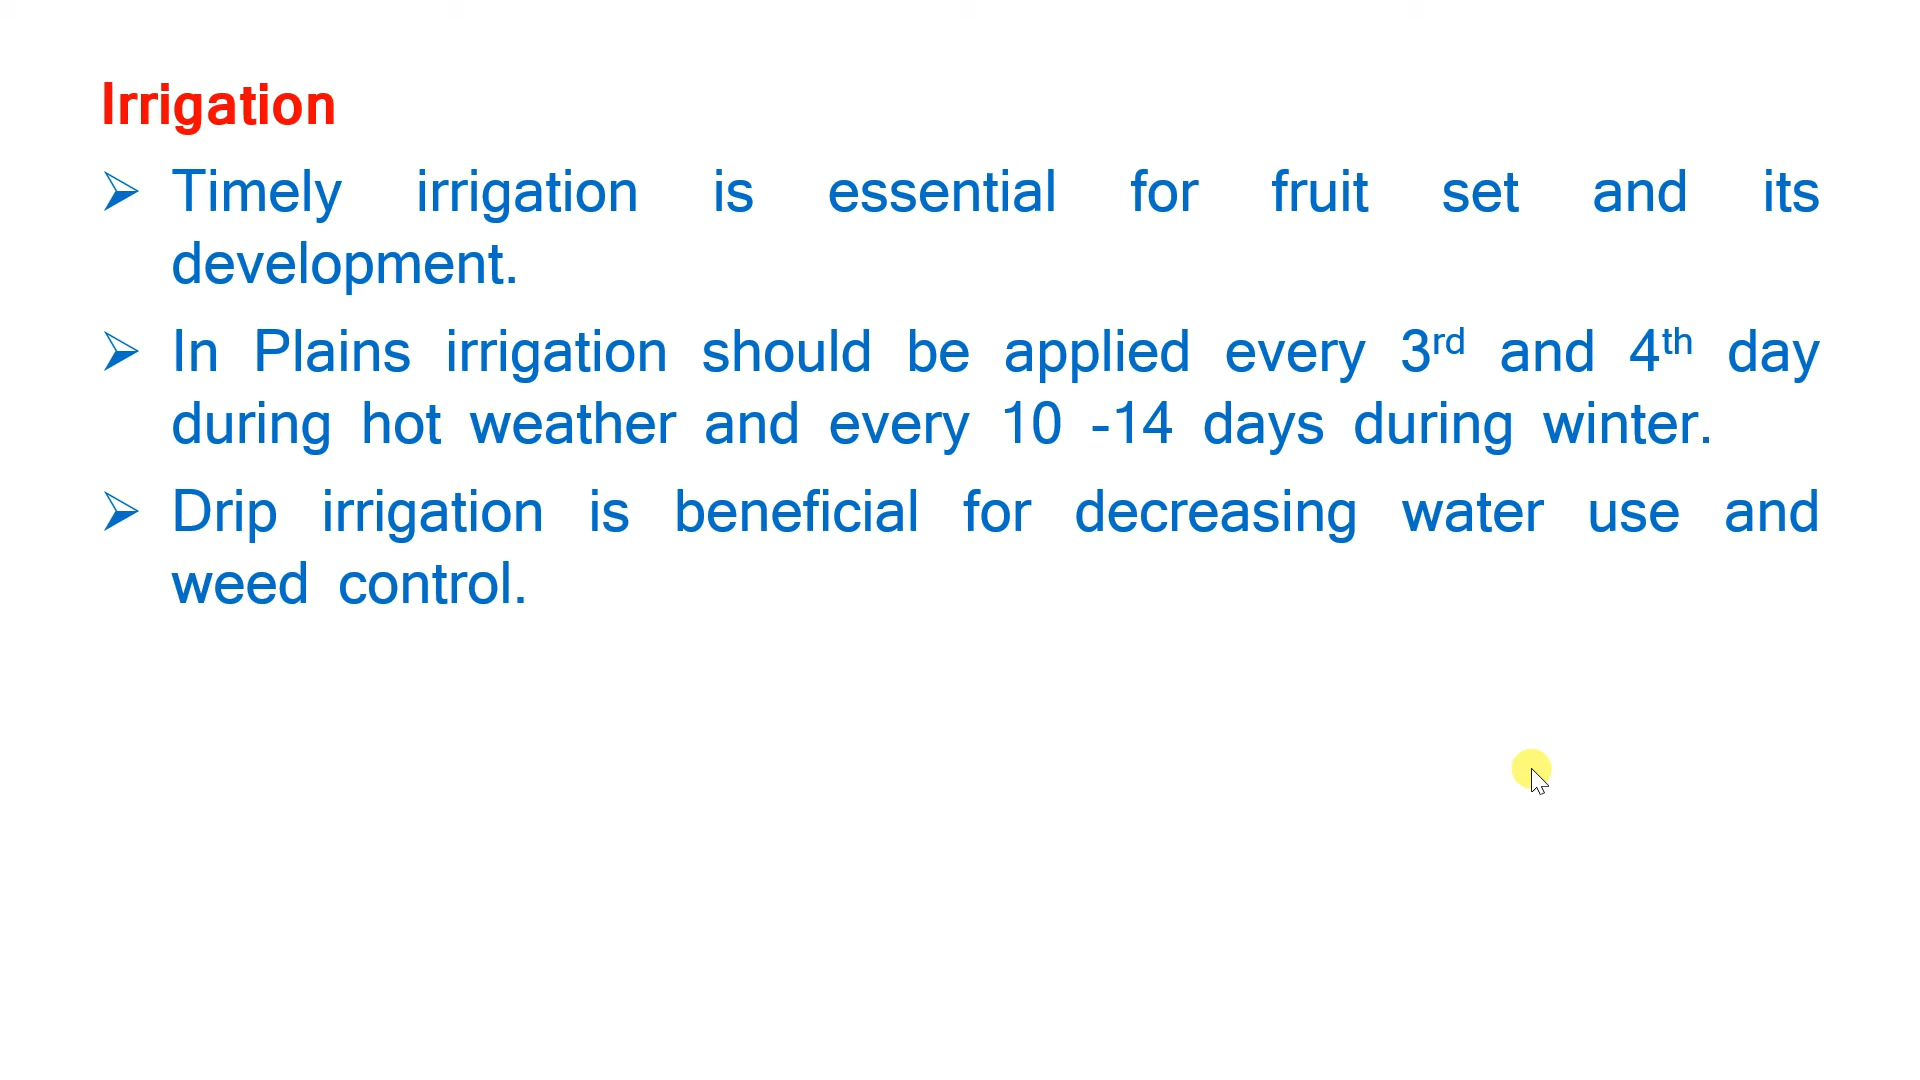 Irrigation
➢ Timely irrigation is essential for fruit set and its
development.
➢ In Plains irrigation should be applied every 3rd and 4th day
during hot weather and every 10 -14 days during winter.
➢ Drip irrigation is beneficial for decreasing water use and
weed control.